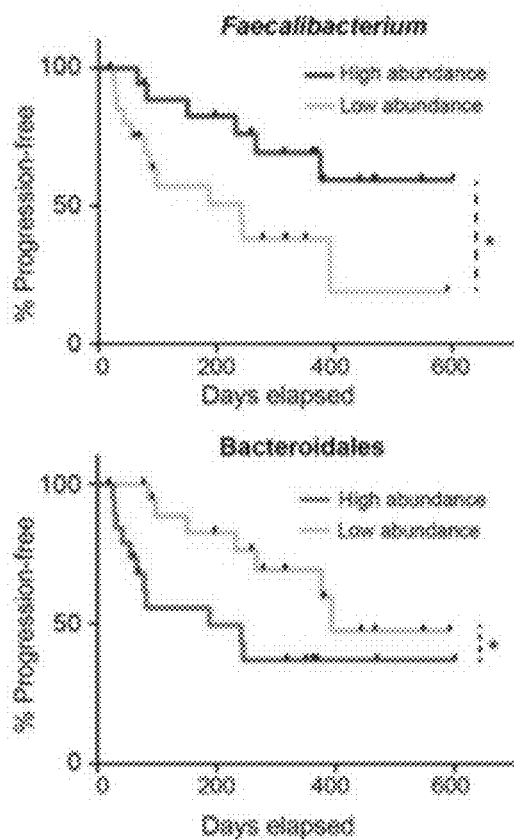 Faecalibacterium
High abundance
Low abundance
% Progression-free
100
50
0
0
200
400
600
*
Days elapsed
Bacteroidales
High abundance
Low abundance
% Progression-free
100
50
0
0
200
400
600
*
Days elapsed